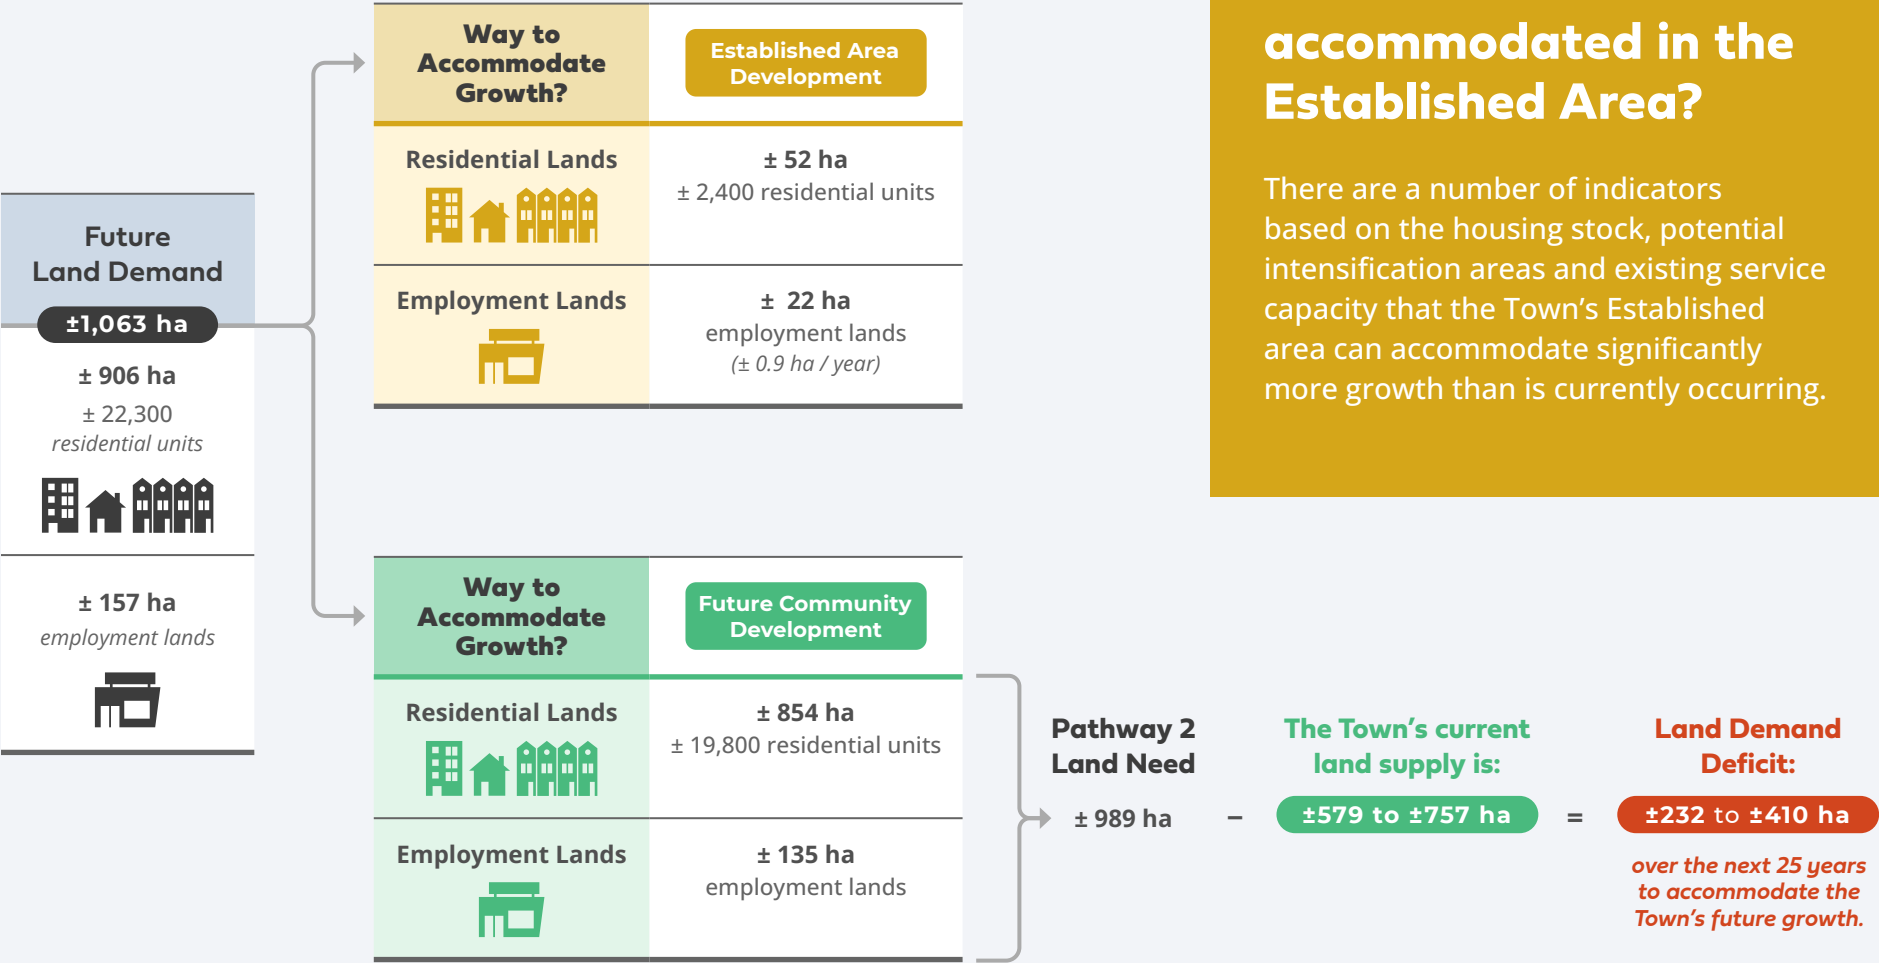 Future
Land Demand
±1,063 ha
± 906 ha
± 22,300
residential units
± 157 ha
employment lands
Way to
Accommodate
Growth?
Established Area
Development
Residential Lands
± 52 ha
± 2,400 residential units
Employment Lands
± 22 ha
employment lands
(± 0.9 ha / year)
Way to
Accommodate
Growth?
Future Community
Development
Residential Lands
± 854 ha
± 19,800 residential units
Employment Lands
± 135 ha
employment lands
accommodated in the
Established Area?
There are a number of indicators
based on the housing stock, potential
intensification areas and existing service
capacity that the Town’s Established
area can accommodate significantly
more growth than is currently occurring.
Pathway 2
Land Need
± 989 ha
–
The Town’s current
land supply is:
±579 to ±757 ha
=
Land Demand
Deficit:
±232 to ±410 ha
over the next 25 years
to accommodate the
Town’s future growth.